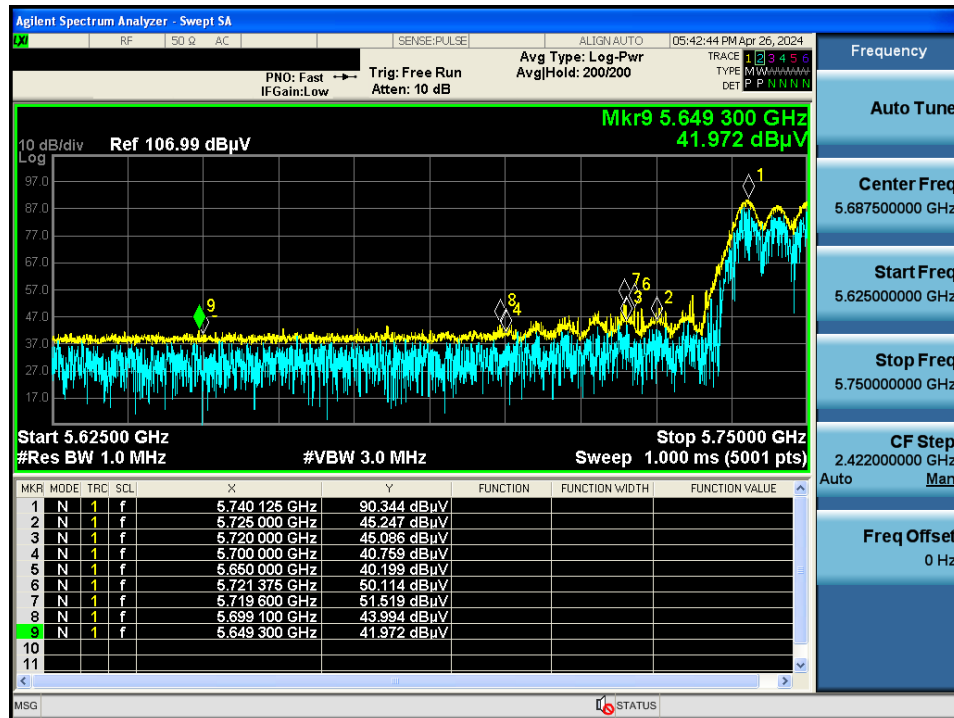 Agilent Spectrum Analyzer - Swept SA
LXI RF 50 Ω AC SENSE:PULSE ALIGN AUTO 05:42:44 PM Apr 26, 2024
Frequency
Avg Type: Log-Pwr TRACE 1 2 3 4 5 6
PNO: Fast Trig: Free Run Avg|Hold: 200/200 TYPE M W
IFGain:Low Atten: 10 dB DET P P N N N N
Auto Tune
Mkr9 5.649 300 GHz
41.972 dBµV
10 dB/div Ref 106.99 dBµV
Log
97.0
87.0
77.0
67.0
57.0
47.0
37.0
27.0
17.0
1
7 6
9 8 4 3 2
Center Freq
5.687500000 GHz
Start Freq
5.625000000 GHz
Stop Freq
5.750000000 GHz
Start 5.62500 GHz Stop 5.75000 GHz
#Res BW 1.0 MHz #VBW 3.0 MHz Sweep 1.000 ms (5001 pts)
CF Step
2.422000000 GHz
Auto Man
Freq Offset
0 Hz
MKR MODE TRC SCL X Y FUNCTION FUNCTION WIDTH FUNCTION VALUE
1 N 1 f 5.740 125 GHz 90.344 dBµV
2 N 1 f 5.725 000 GHz 45.247 dBµV
3 N 1 f 5.720 000 GHz 45.086 dBµV
4 N 1 f 5.700 000 GHz 40.759 dBµV
5 N 1 f 5.650 000 GHz 40.199 dBµV
6 N 1 f 5.721 375 GHz 50.114 dBµV
7 N 1 f 5.719 600 GHz 51.519 dBµV
8 N 1 f 5.699 100 GHz 43.994 dBµV
9 N 1 f 5.649 300 GHz 41.972 dBµV
10
11
MSG STATUS